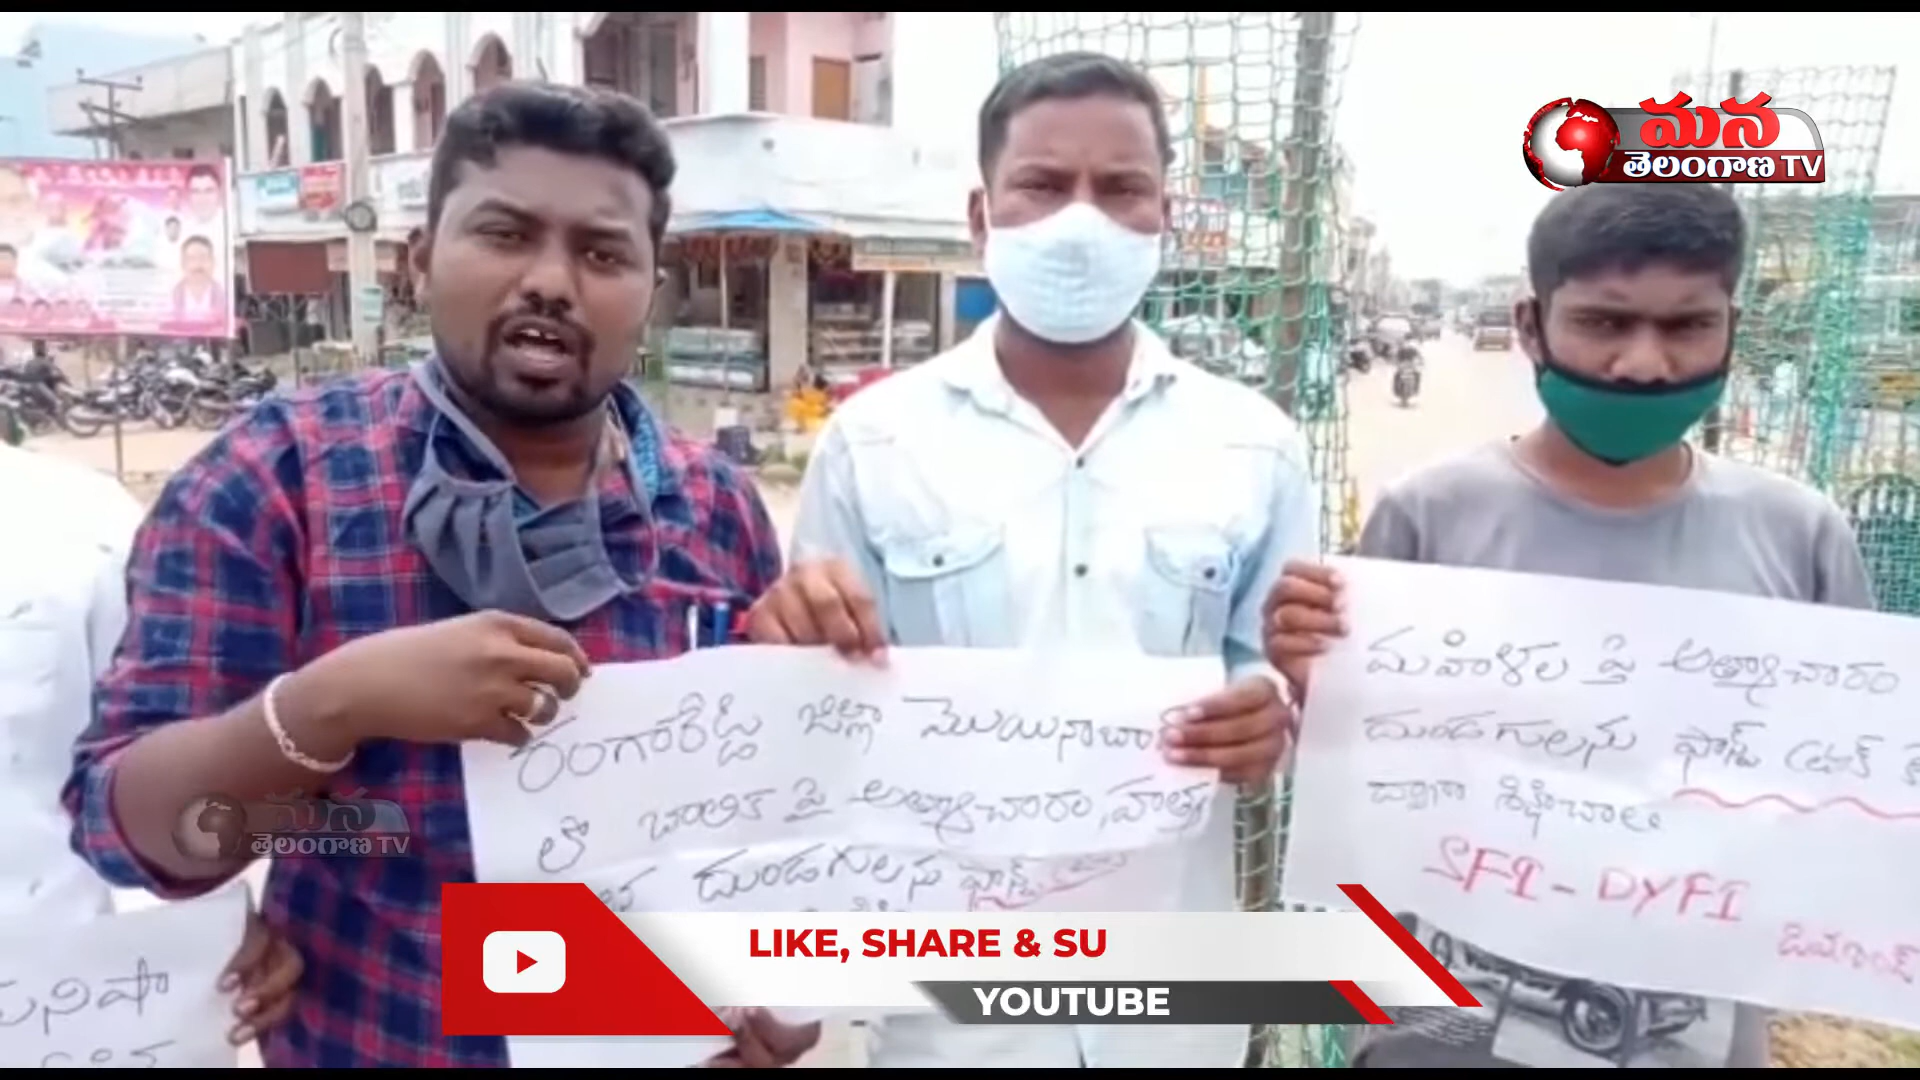 మన
తెలంగాణ TV
రంగారెడ్డి జిల్లా మొయినాబా
లో బాలిక పై అత్యాచారం, హత్య
దుండగులను ఫాస్ట్
మహిళల పై అత్యాచారం
దుండగులను ఫాస్ట్ ట్రాక్
ద్వారా శిక్షించాలి
SFI - DYFI
డిమాండ్
మన
తెలంగాణ TV
LIKE, SHARE & SU
YOUTUBE